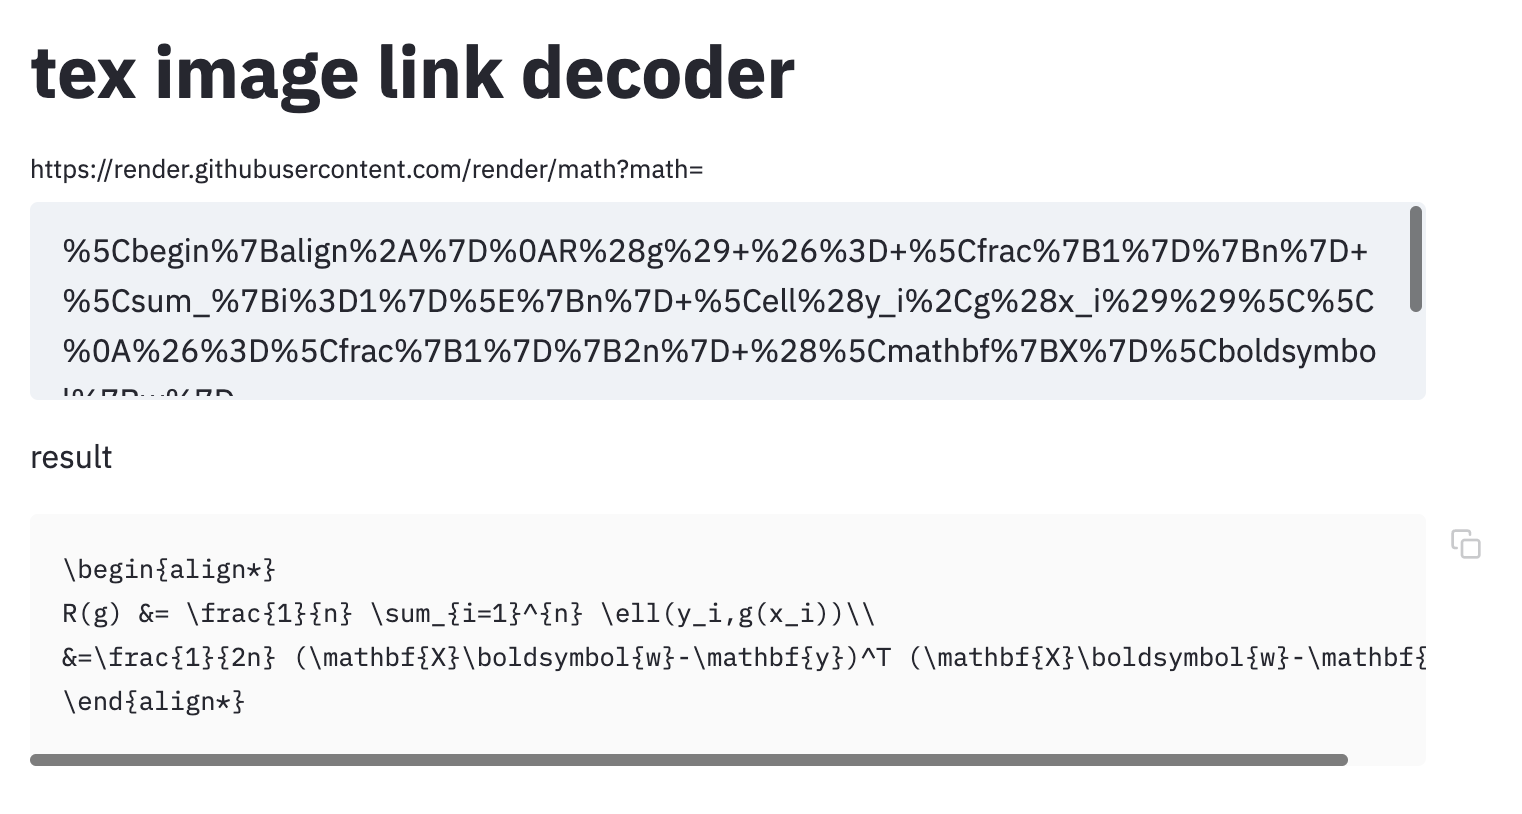 tex image link decoder
https://render.githubusercontent.com/render/math?math=
%5Cbegin%7Balign%2A%7D%0AR%28g%29+%26%3D+%5Cfrac%7B1%7D%7Bn%7D+
%5Csum_%7Bi%3D1%7D%5E%7Bn%7D+%5Cell%28y_i%2Cg%28x_i%29%29%5C%5C
%0A%26%3D%5Cfrac%7B1%7D%7B2n%7D+%28%5Cmathbf%7BX%7D%5Cboldsymbo
l%7Bw%7D
result
\begin{align*}
R(g) &= \frac{1}{n} \sum_{i=1}^{n} \ell(y_i,g(x_i))\\
&=\frac{1}{2n} (\mathbf{X}\boldsymbol{w}-\mathbf{y})^T (\mathbf{X}\boldsymbol{w}-\mathbf{
\end{align*}